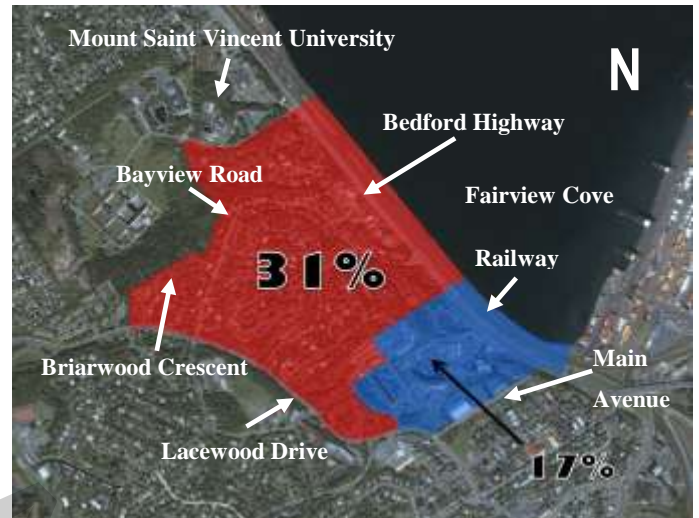 Mount Saint Vincent University
N
Bedford Highway
Bayview Road
Fairview Cove
31%
Railway
Briarwood Crescent
Main
Avenue
Lacewood Drive
17%